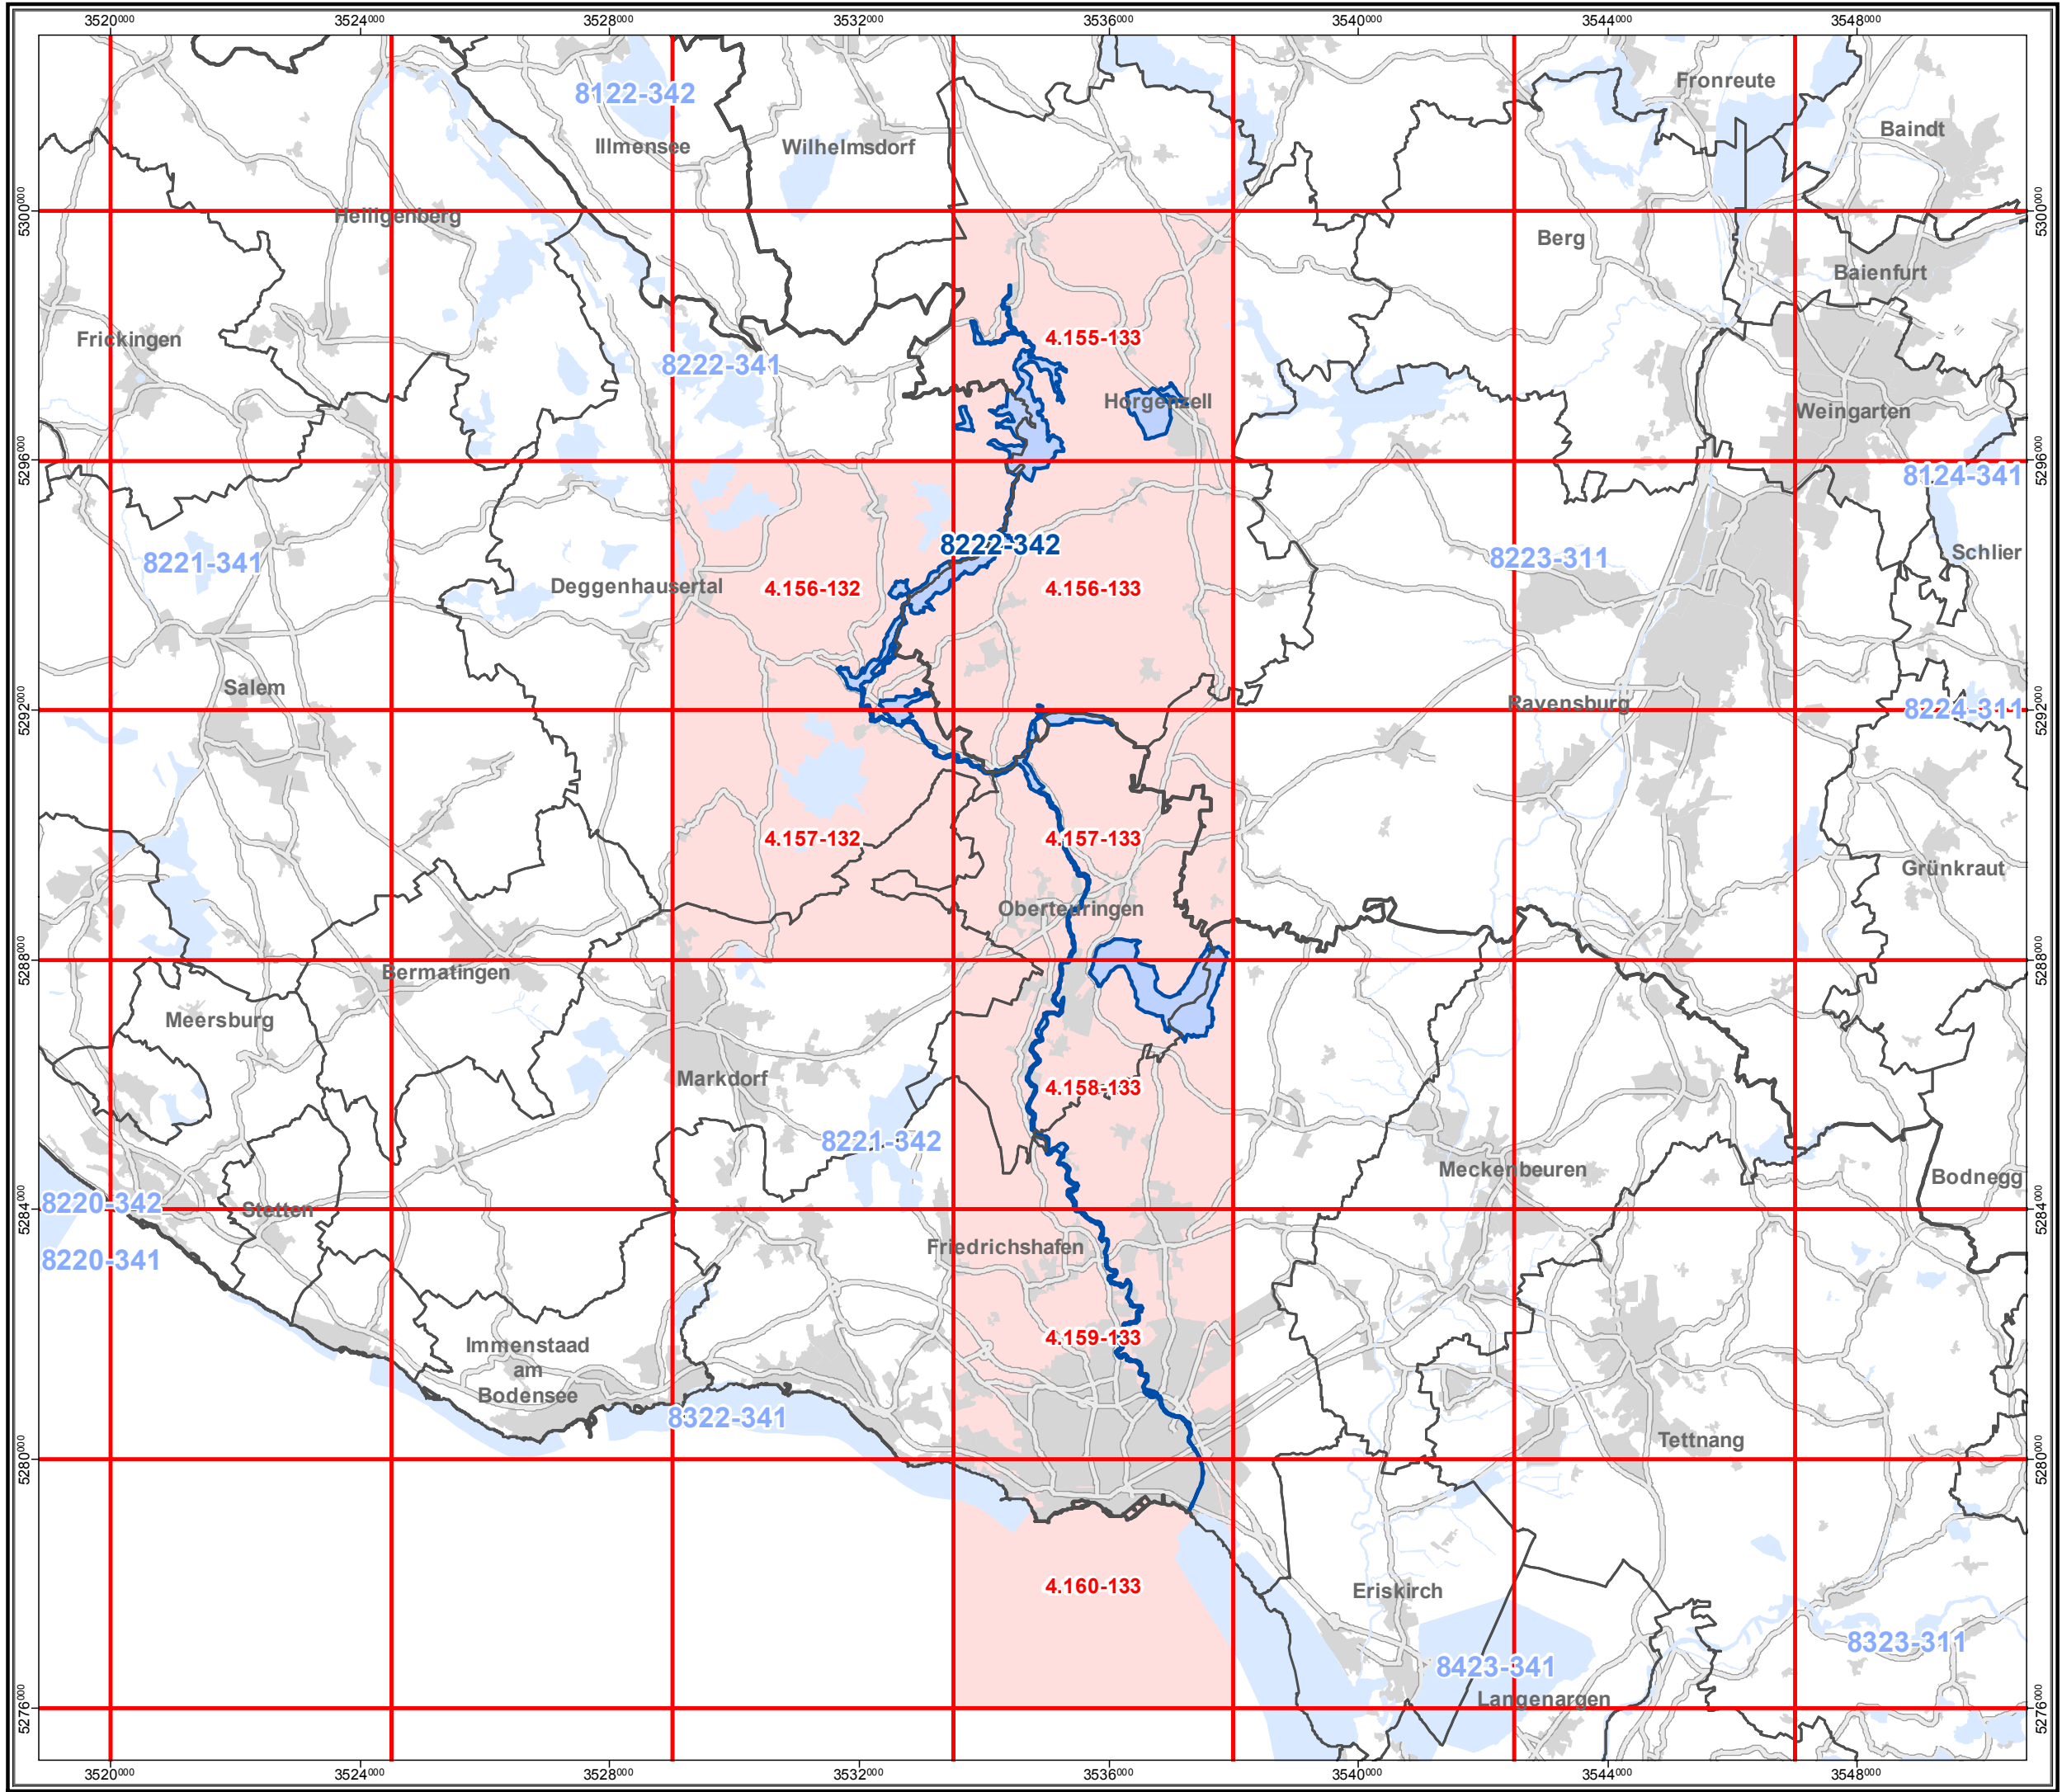 3520000 3524000 3528000 3532000 3536000 3540000 3544000 3548000
Fronreute
8122-342
Baindt
Illmensee
Wilhelmsdorf
5300000
5300000
Heiligenberg
Berg
Baienfurt
Frickingen
4.155-133
8222-341
Horgenzell
Weingarten
5296000
5296000
8124-341
8222-342
8221-341
8223-311
Schlier
Deggenhausertal
4.156-132
4.156-133
Salem
Ravensburg
5292000
8224-311
5292000
4.157-132
4.157-133
Grünkraut
Oberteuringen
5288000
5288000
Bermatingen
Meersburg
Markdorf
4.158-133
8221-342
Meckenbeuren
Bodnegg
8220-342
5284000
Stetten
5284000
Friedrichshafen
8220-341
4.159-133
Immenstaad
am
Bodensee
8322-341
Tettnang
5280000
5280000
4.160-133
Eriskirch
8323-311
8423-341
Langenargen
5276000
5276000
3520000 3524000 3528000 3532000 3536000 3540000 3544000 3548000